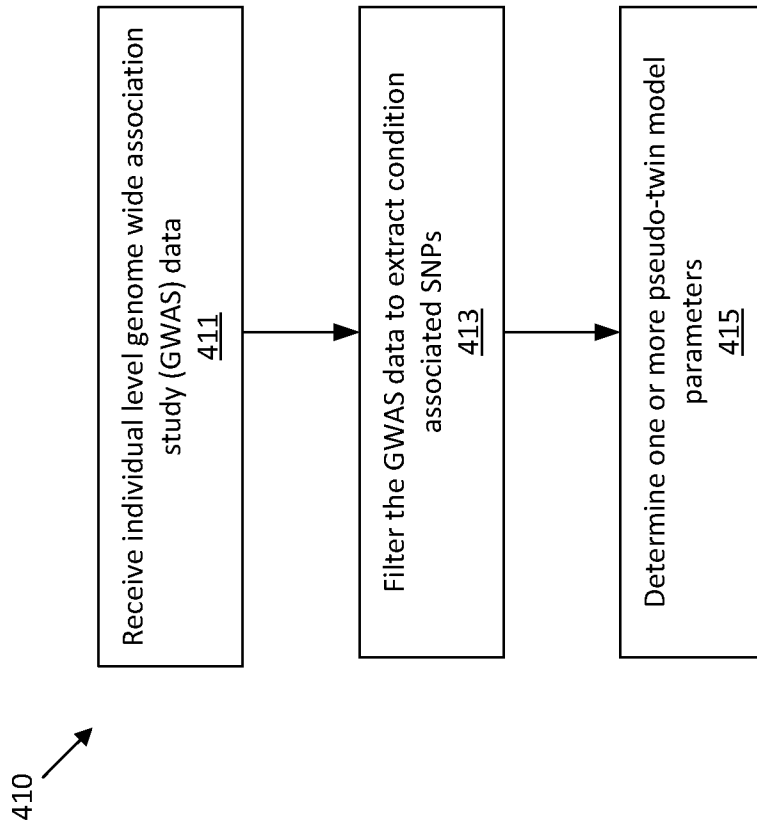 410
Receive individual level genome wide association
study (GWAS) data
411
Filter the GWAS data to extract condition
associated SNPs
413
Determine one or more pseudo-twin model
parameters
415